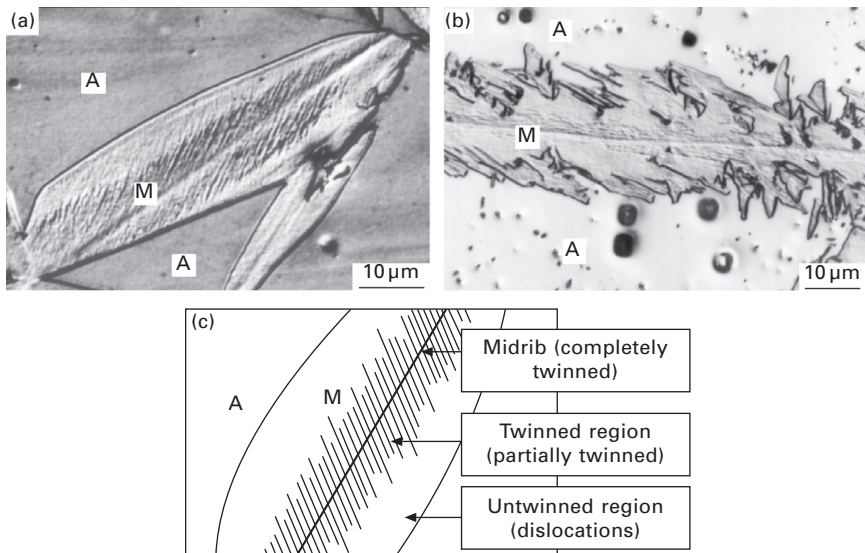 (a)
A
M
A
10 μm
(b)
A
M
A
10 μm
(c)
A
M
Midrib (completely
twinned)
Twinned region
(partially twinned)
Untwinned region
(dislocations)